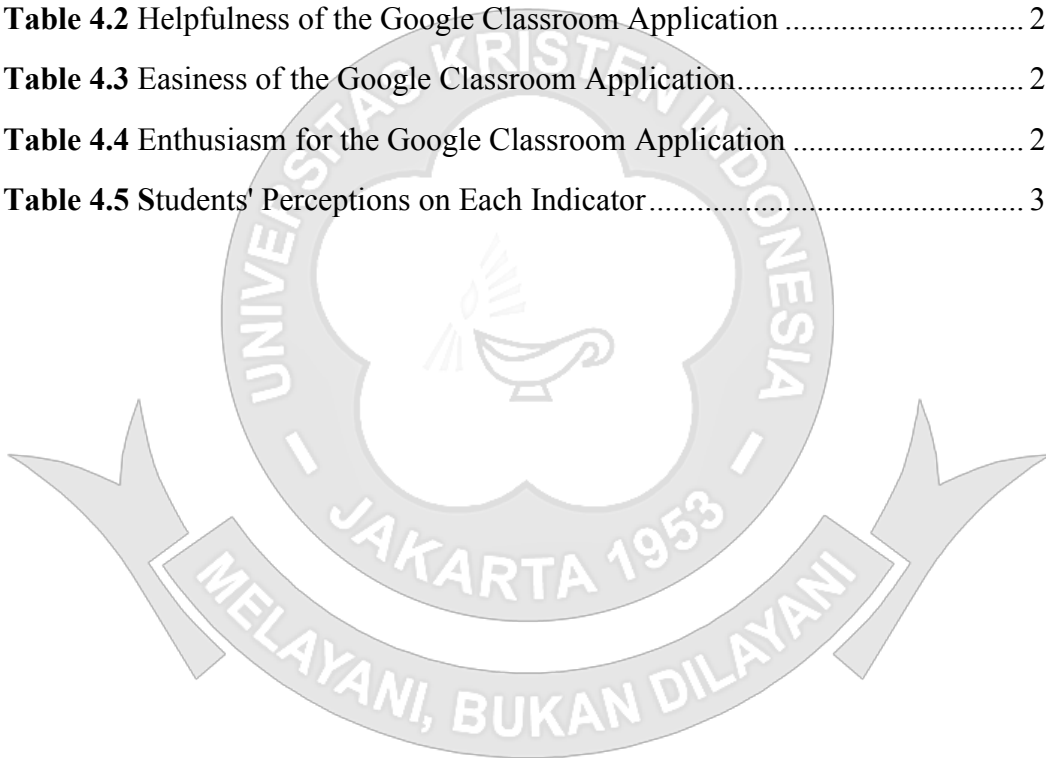 Table 4.2 Helpfulness of the Google Classroom Application .............................. 2
Table 4.3 Easiness of the Google Classroom Application.................................... 2
Table 4.4 Enthusiasm for the Google Classroom Application ............................. 2
Table 4.5 Students' Perceptions on Each Indicator............................................... 3
UNIVERSITAS KRISTEN INDONESIA
- JAKARTA 1953 -
MELAYANI, BUKAN DILAYANI